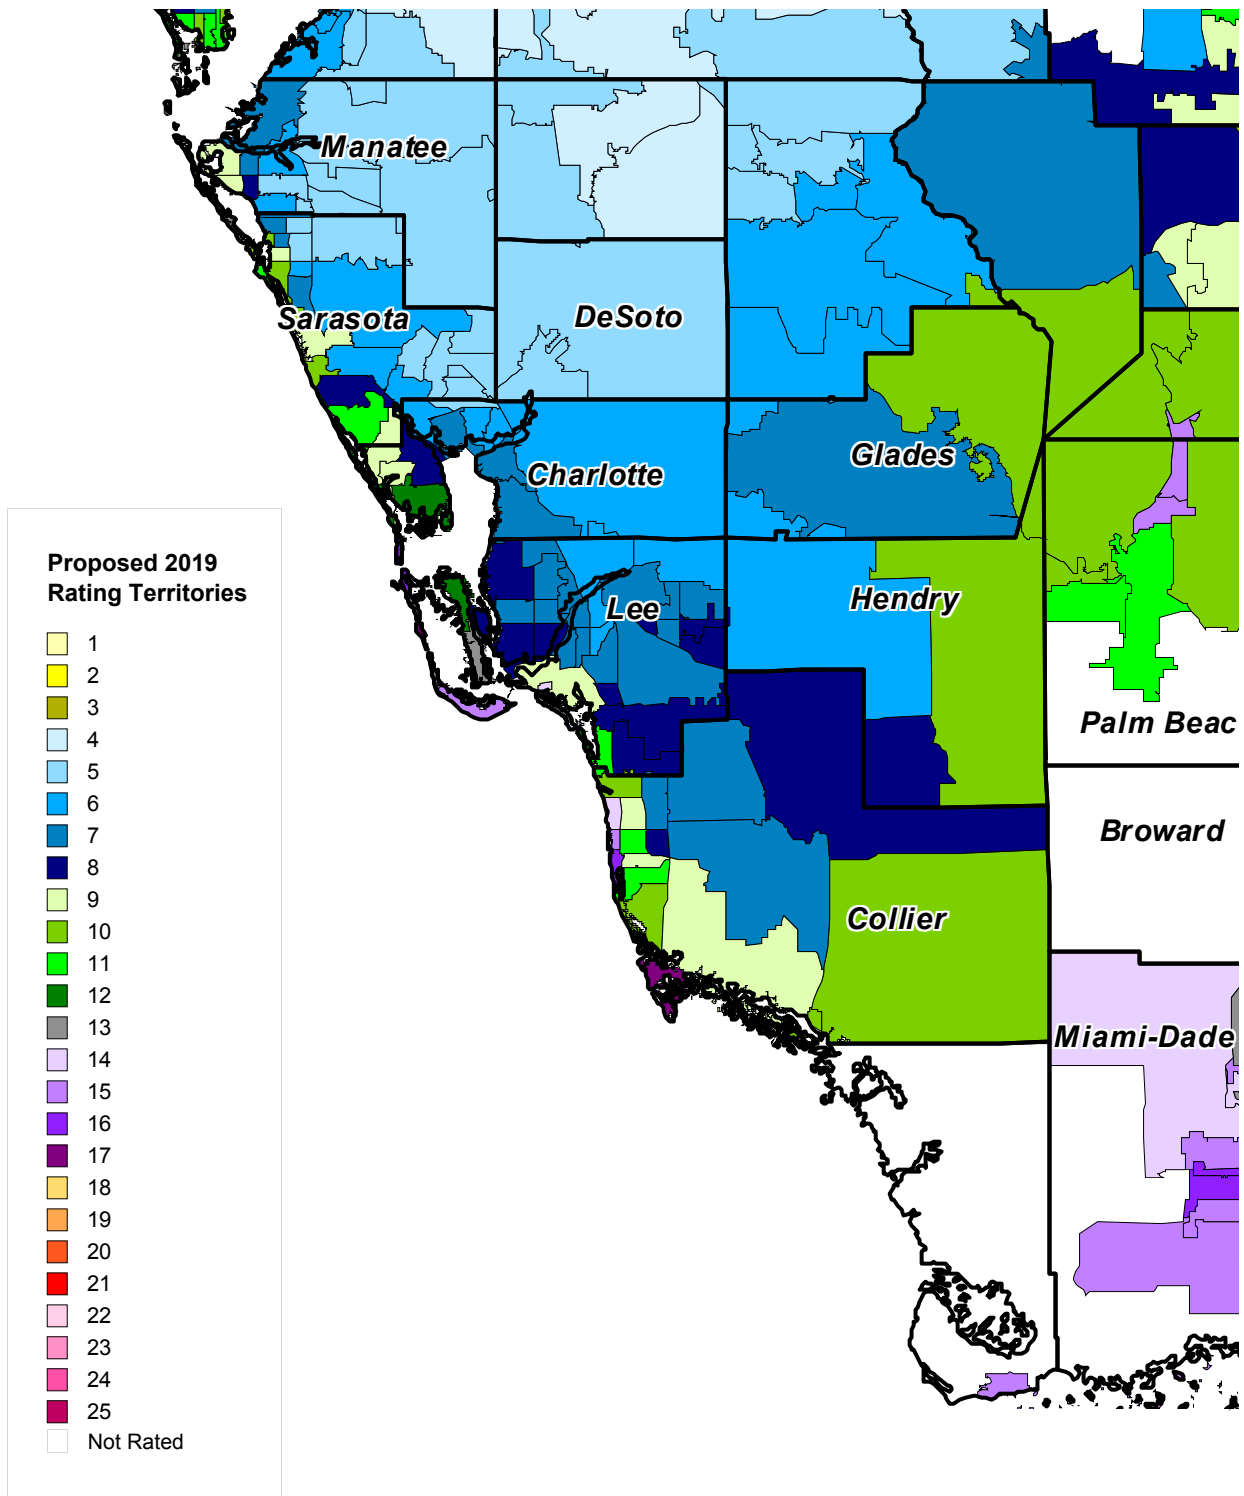 Manatee
Sarasota
DeSoto
Charlotte
Glades
Lee
Hendry
Palm Beac
Broward
Collier
Miami-Dade
Proposed 2019
Rating Territories
1
2
3
4
5
6
7
8
9
10
11
12
13
14
15
16
17
18
19
20
21
22
23
24
25
Not Rated